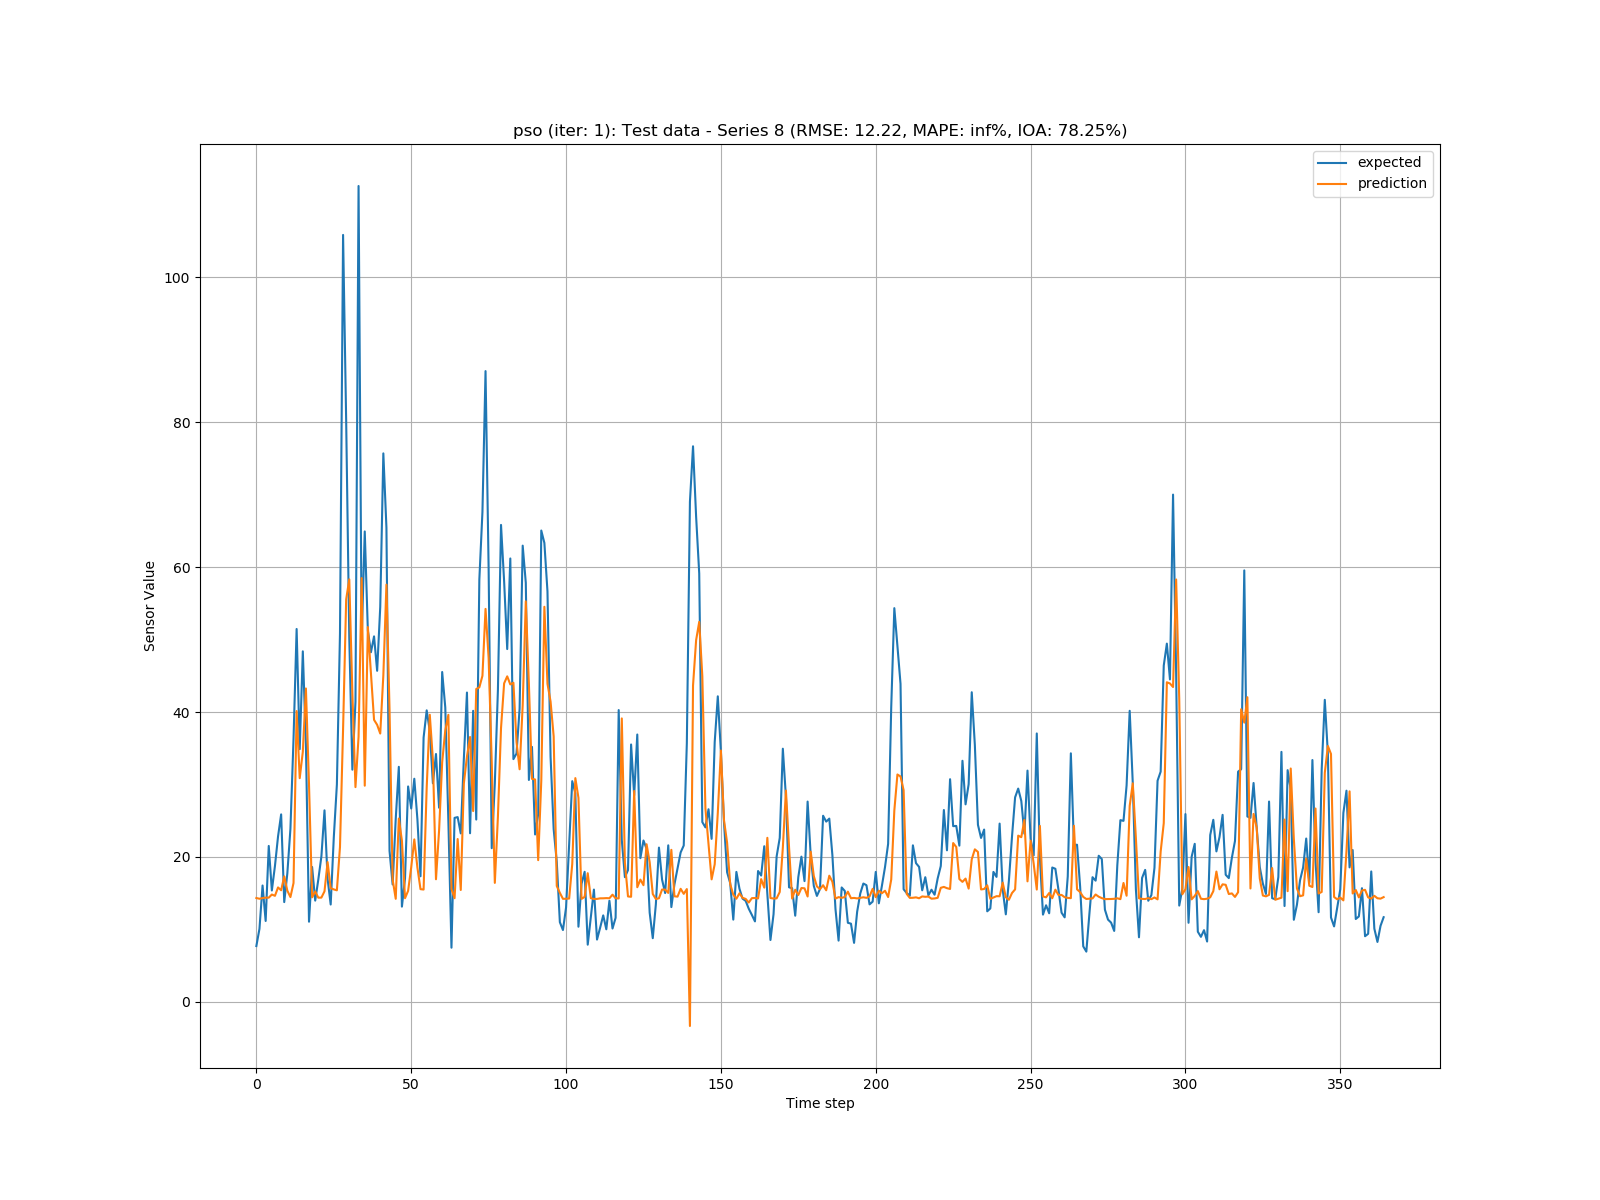 pso (iter: 1): Test data - Series 8 (RMSE: 12.22, MAPE: inf%, IOA: 78.25%)
expected
prediction
100
80
60
40
20
0
Sensor Value
0 50 100 150 200 250 300 350
Time step